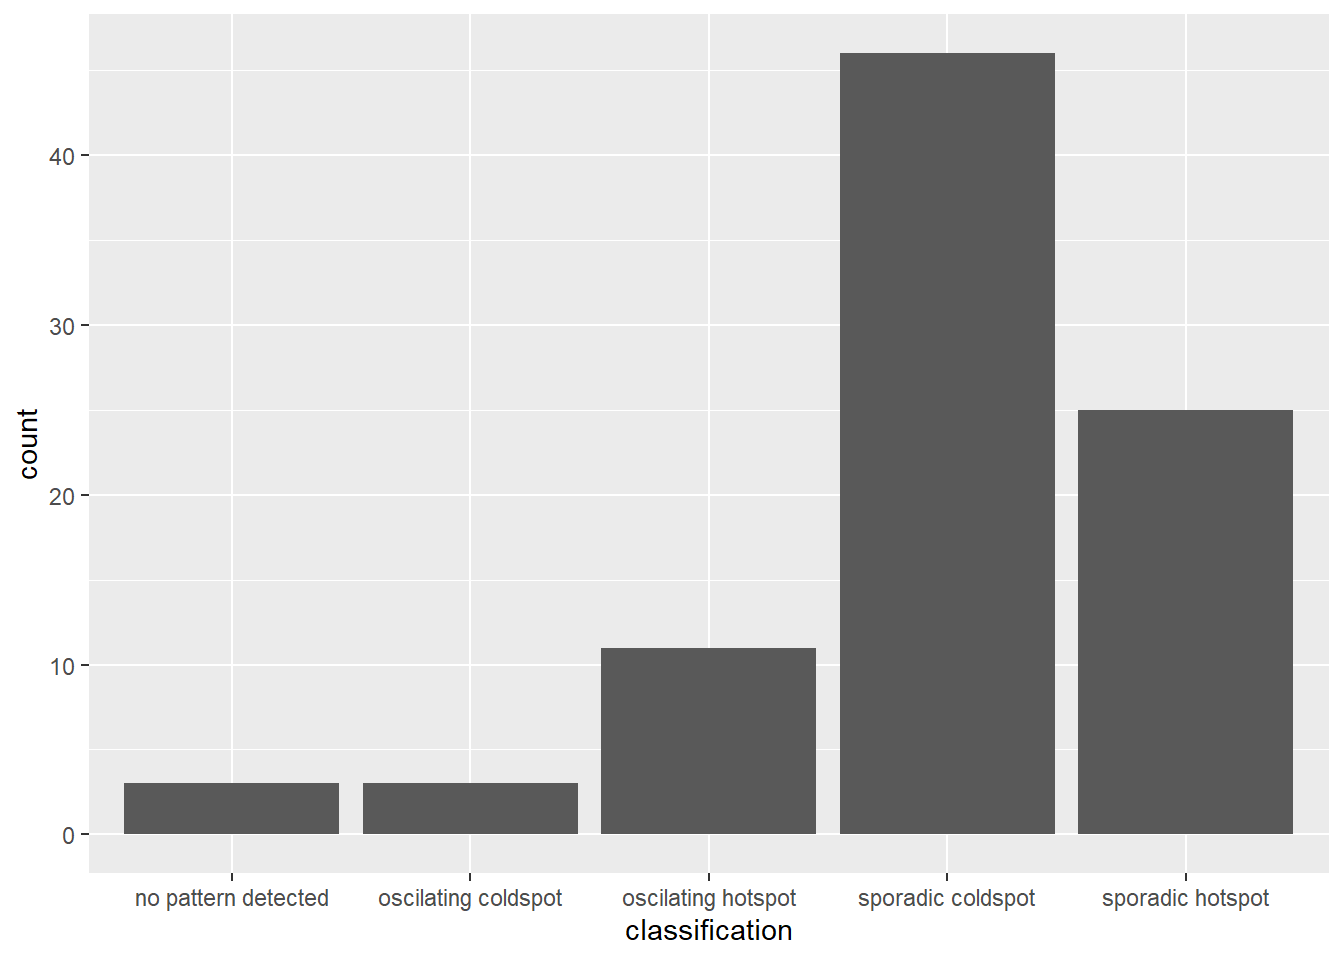 count
40
30
20
10
0
no pattern detected
oscilating coldspot
oscilating hotspot
sporadic coldspot
sporadic hotspot
classification